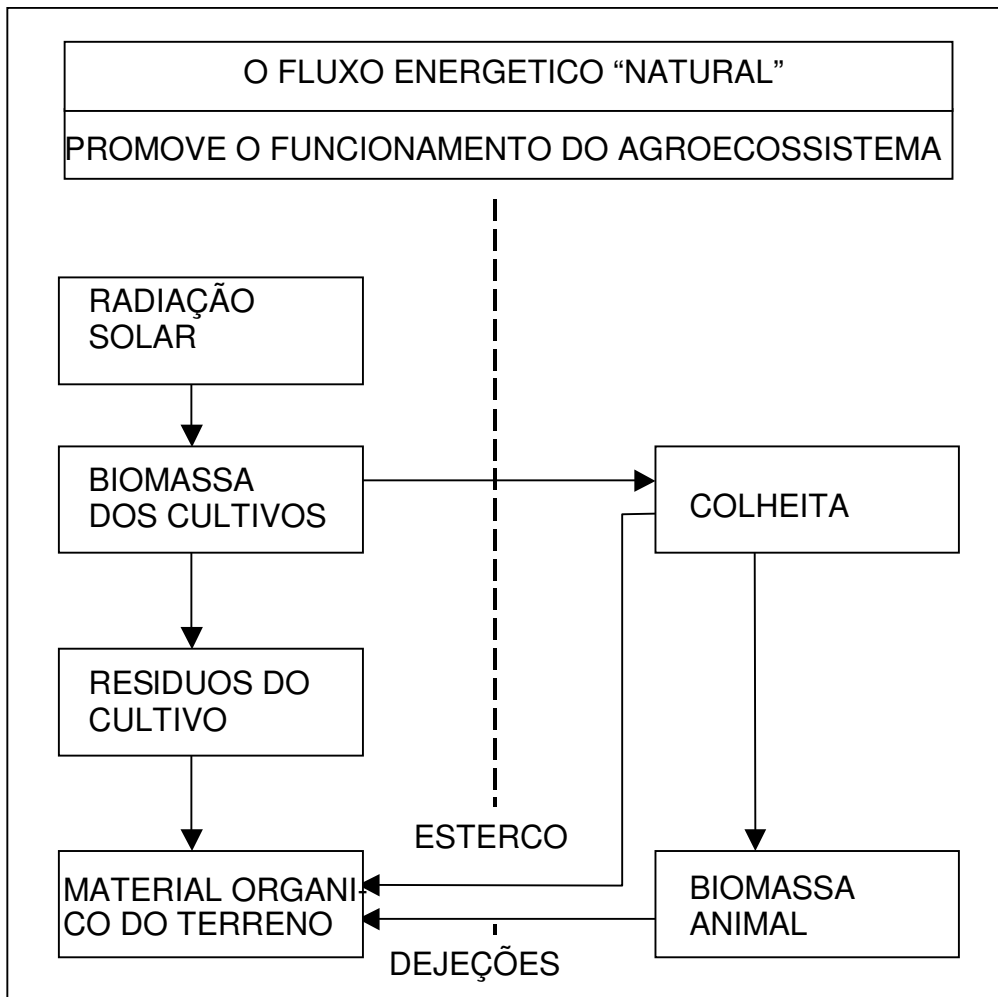 O FLUXO ENERGETICO “NATURAL”
PROMOVE O FUNCIONAMENTO DO AGROECOSSISTEMA
RADIAÇÃO
SOLAR
BIOMASSA
DOS CULTIVOS
COLHEITA
RESIDUOS DO
CULTIVO
ESTERCO
MATERIAL ORGANI-
CO DO TERRENO
BIOMASSA
ANIMAL
DEJEÇÕES